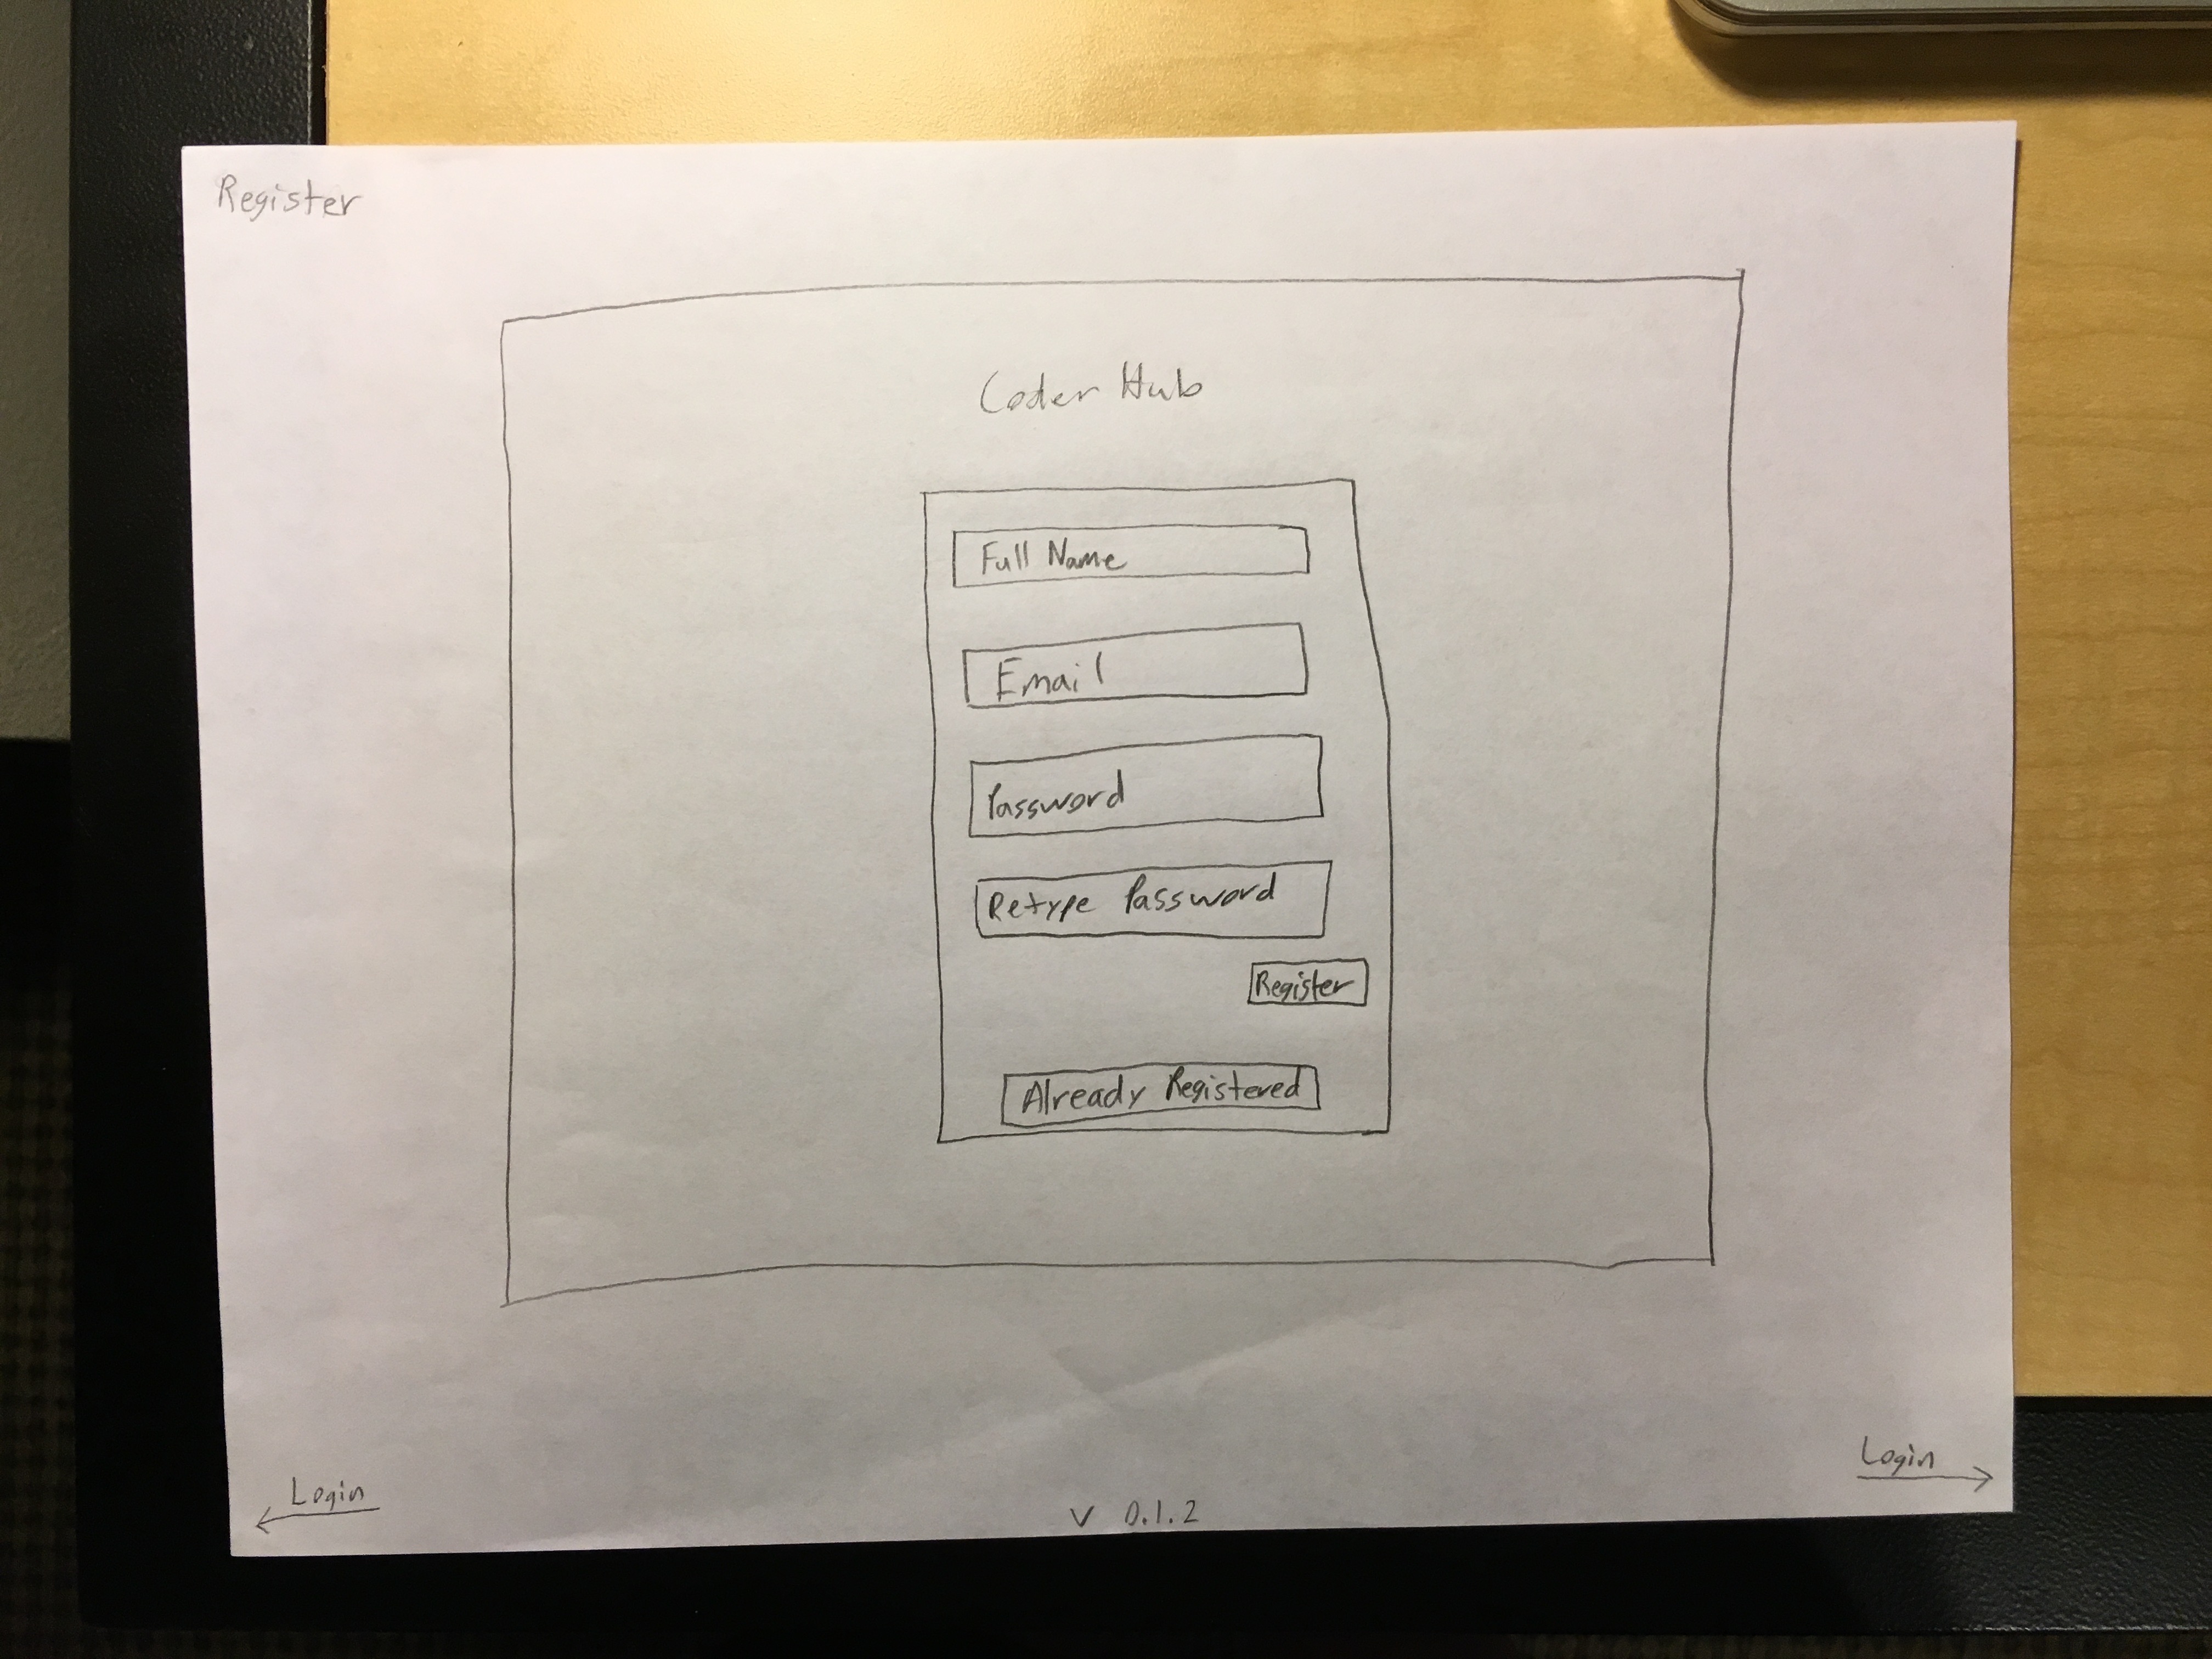 Register
Coder Hub
Full Name
Email
Password
Retype Password
Register
Already Registered
Login
Login
V 0.1.2